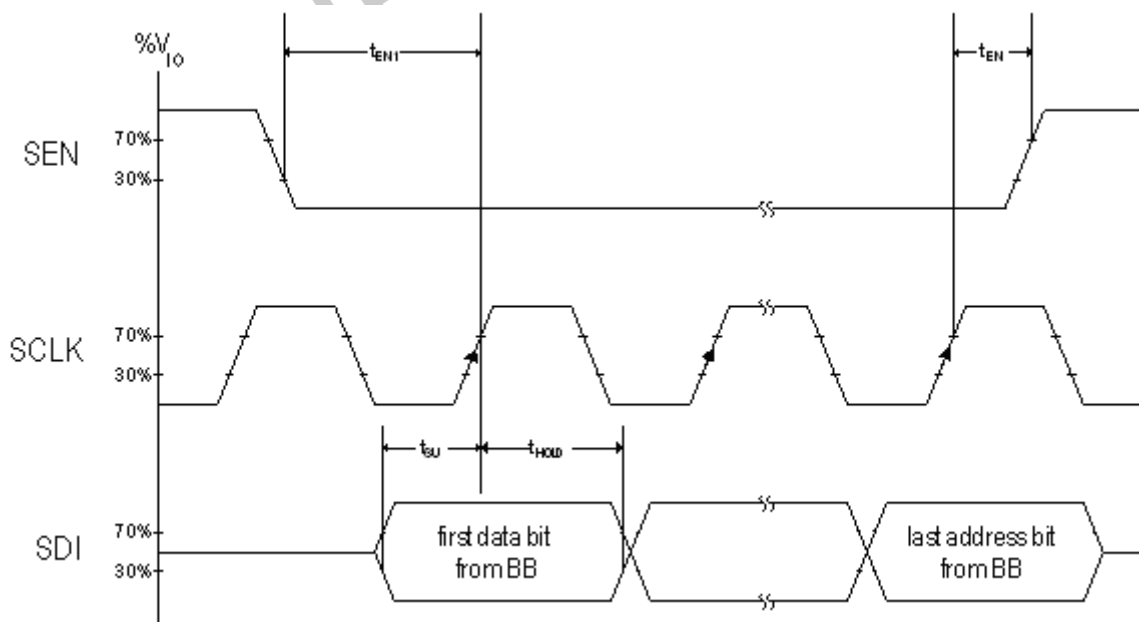 %V_IO
t_EN1
t_EN
SEN
70%
30%
SCLK
70%
30%
t_SU
t_HOLD
SDI
70%
30%
first data bit
from BB
last address bit
from BB